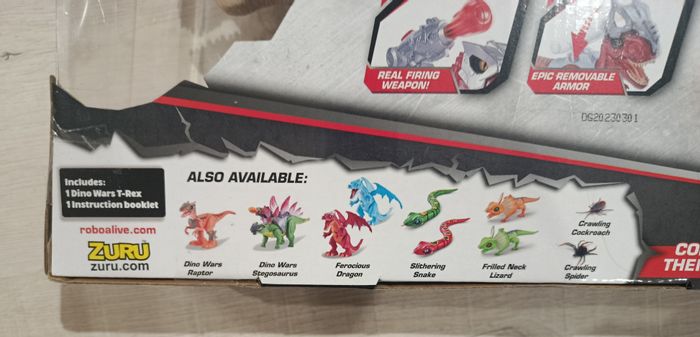 REAL FIRING
WEAPON!
EPIC REMOVABLE
ARMOR
DG20230301
Includes:
1 Dino Wars T-Rex
1 Instruction booklet
roboalive.com
ZURU
zuru.com
ALSO AVAILABLE:
Dino Wars
Raptor
Dino Wars
Stegosaurus
Ferocious
Dragon
Slithering
Snake
Frilled Neck
Lizard
Crawling
Cockroach
Crawling
Spider